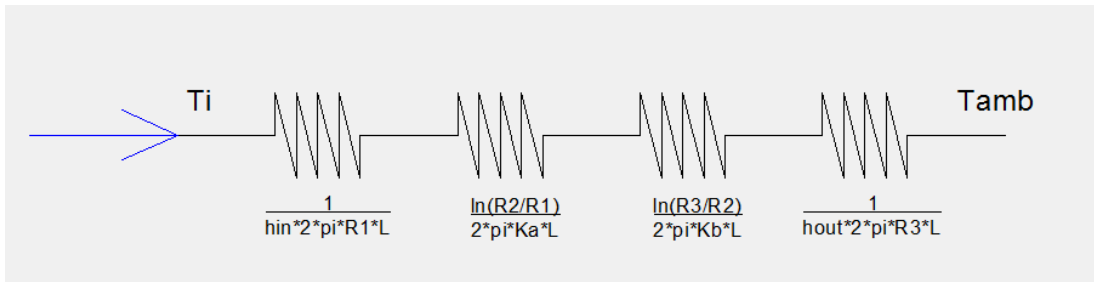 Ti Tamb
1 ln(R2/R1) ln(R3/R2) 1
hin*2*pi*R1*L 2*pi*Ka*L 2*pi*Kb*L hout*2*pi*R3*L